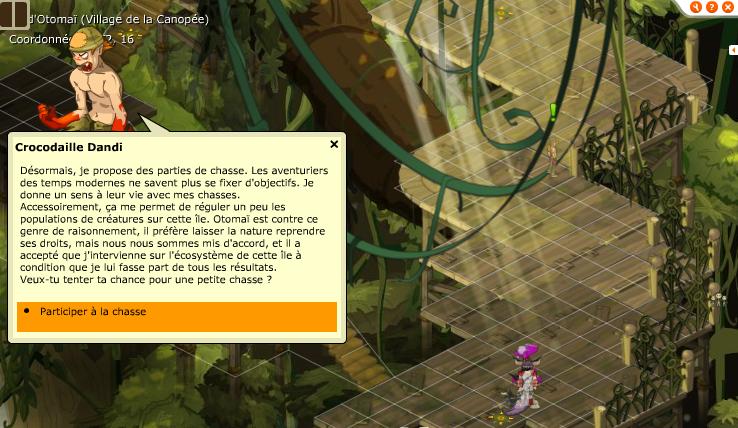 d'Otomaï (Village de la Canopée)
16
Crocodaille Dandi
Désormais, je propose des parties de chasse. Les aventuriers
des temps modernes ne savent plus se fixer d'objectifs. Je
donne un sens à leur vie avec mes chasses.
Accessoirement, ça me permet de réguler un peu les
populations de créatures sur cette île. Otomaï est contre ce
genre de raisonnement, il préfère laisser la nature reprendre
ses droits, mais nous nous sommes mis d'accord, et il a
accepté que j'intervienne sur l'écosystème de cette île à
condition que je lui fasse part de tous les résultats.
Veux-tu tenter ta chance pour une petite chasse ?
Participer à la chasse